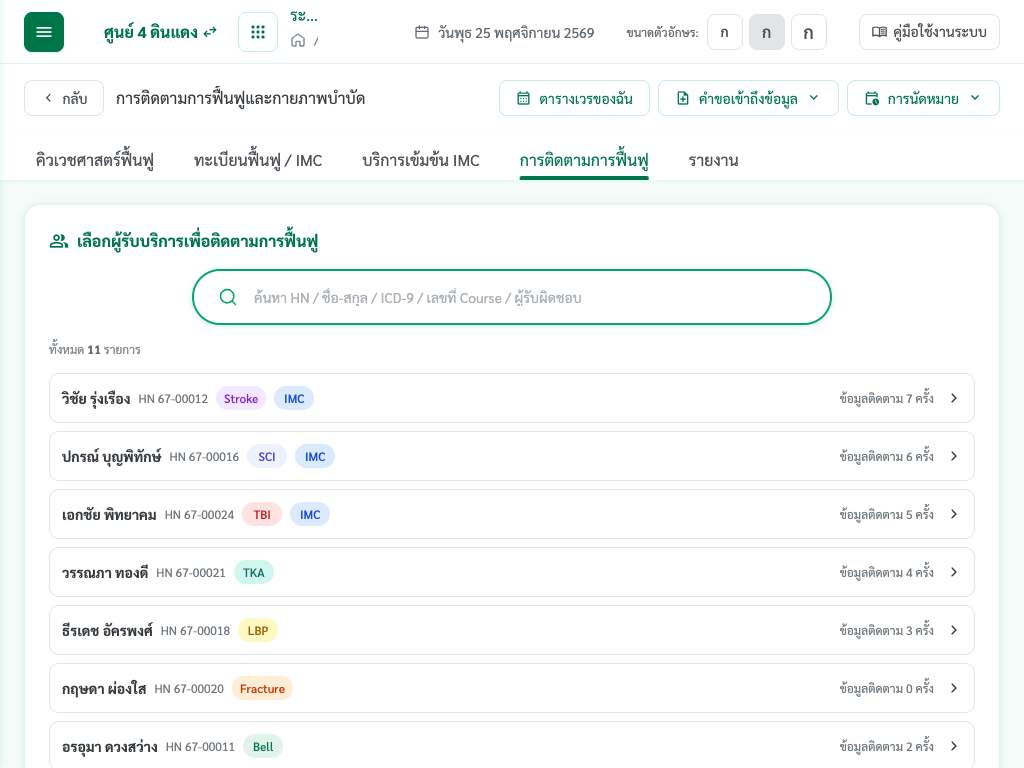 ศูนย์ 4 ดินแดง
ระ...
/
วันพุธ 25 พฤศจิกายน 2569
ขนาดตัวอักษร:
ก
ก
ก
คู่มือใช้งานระบบ
กลับ
การติดตามการฟื้นฟูและกายภาพบำบัด
ตารางเวรของฉัน
คำขอเข้าถึงข้อมูล
การนัดหมาย
คิวเวชศาสตร์ฟื้นฟู
ทะเบียนฟื้นฟู / IMC
บริการเข้มข้น IMC
การติดตามการฟื้นฟู
รายงาน
เลือกผู้รับบริการเพื่อติดตามการฟื้นฟู
ค้นหา HN / ชื่อ-สกุล / ICD-9 / เลขที่ Course / ผู้รับผิดชอบ
ทั้งหมด 11 รายการ
วิชัย รุ่งเรือง HN 67-00012 Stroke IMC ข้อมูลติดตาม 7 ครั้ง
ปกรณ์ บุญพิทักษ์ HN 67-00016 SCI IMC ข้อมูลติดตาม 6 ครั้ง
เอกชัย พิทยาคม HN 67-00024 TBI IMC ข้อมูลติดตาม 5 ครั้ง
วรรณภา ทองดี HN 67-00021 TKA ข้อมูลติดตาม 4 ครั้ง
ธีรเดช อัครพงศ์ HN 67-00018 LBP ข้อมูลติดตาม 3 ครั้ง
กฤษดา ผ่องใส HN 67-00020 Fracture ข้อมูลติดตาม 0 ครั้ง
อรอุมา ดวงสว่าง HN 67-00011 Bell ข้อมูลติดตาม 2 ครั้ง